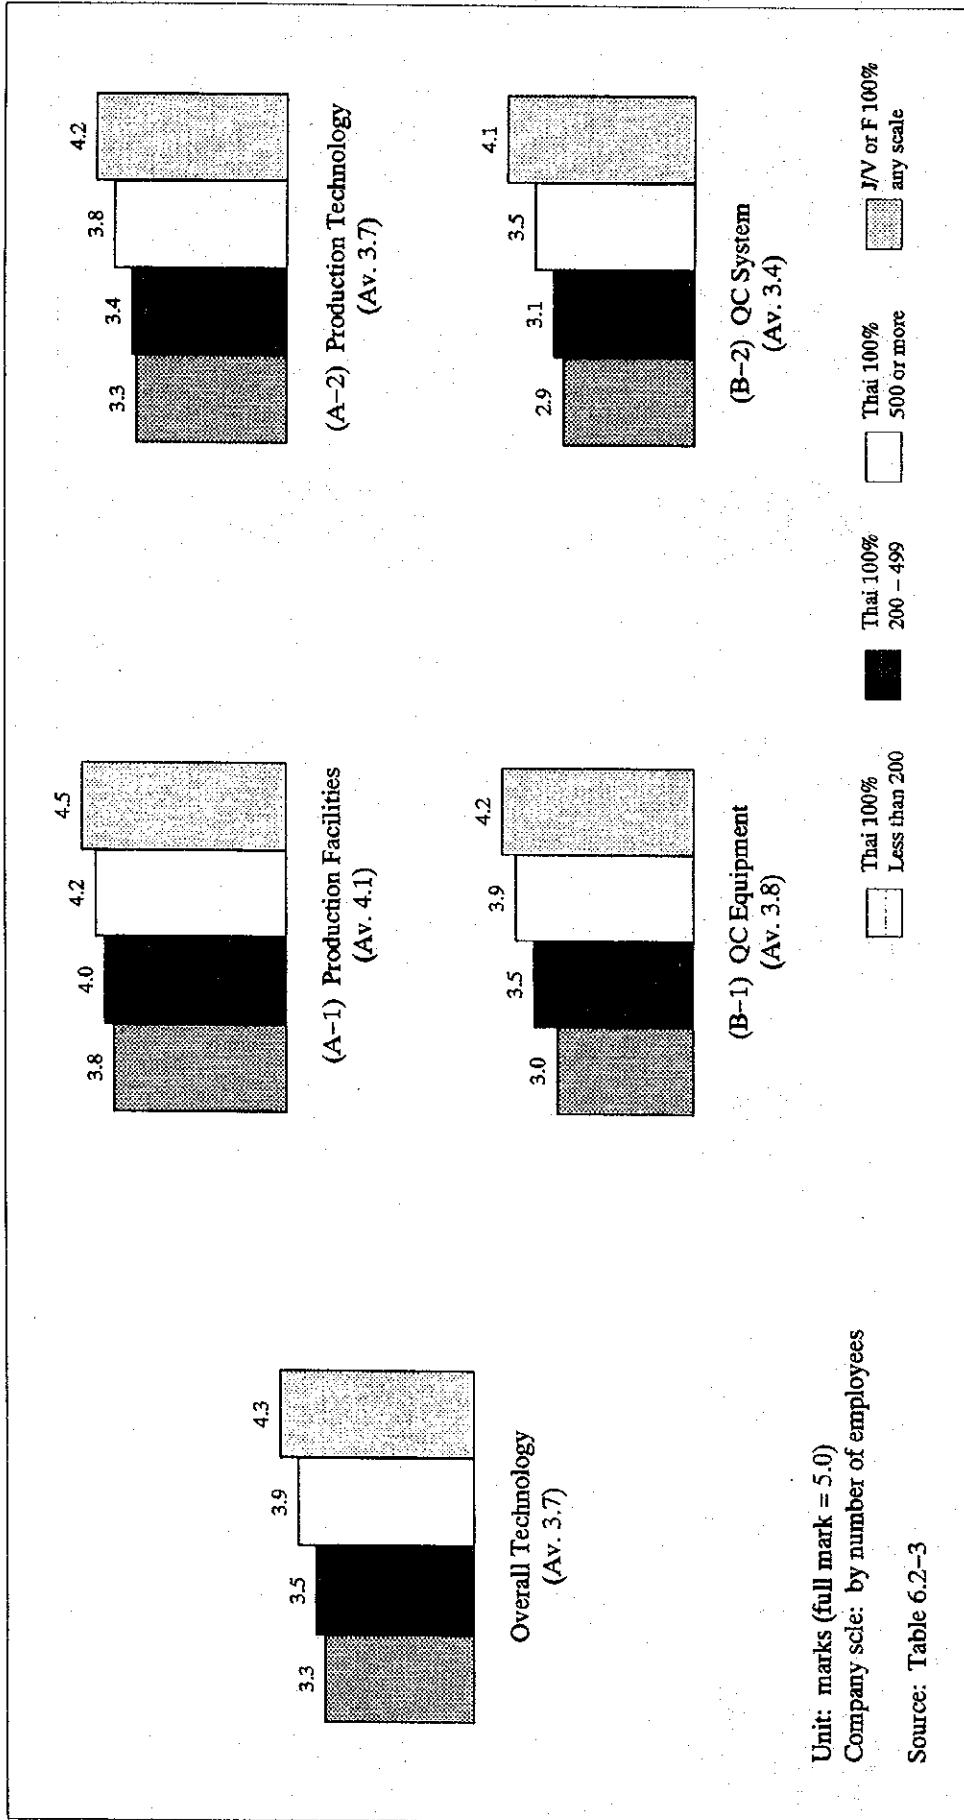 4.5
4.2
4.0
3.8
(A-1) Production Facilities
(Av. 4.1)
4.2
3.8
3.4
3.3
(A-2) Production Technology
(Av. 3.7)
4.3
3.9
3.5
3.3
Overall Technology
(Av. 3.7)
4.2
3.9
3.5
3.0
(B-1) QC Equipment
(Av. 3.8)
4.1
3.5
3.1
2.9
(B-2) QC System
(Av. 3.4)
Unit: marks (full mark = 5.0)
Company scle: by number of employees
Source: Table 6.2-3
Thai 100%
Less than 200
Thai 100%
200 – 499
Thai 100%
500 or more
J/V or F 100%
any scale